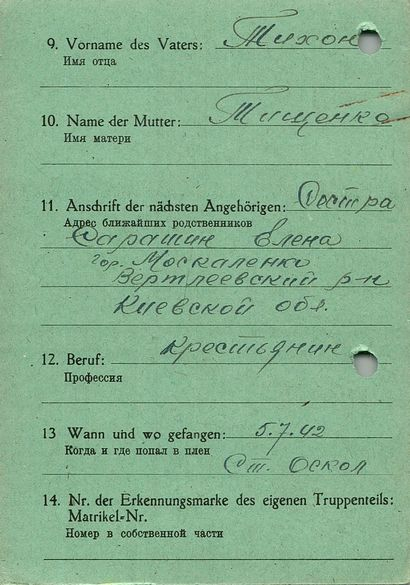 9. Vorname des Vaters: Тихон
Имя отца
10. Name der Mutter: Тищенко
Имя матери
11. Anschrift der nächsten Angehörigen: Состра
Адрес ближайших родственников
Сарашин Елена
гор. Москаленка
Вертлеевский р-н
Киевской обл.
12. Beruf: крестьянин
Профессия
13 Wann und wo gefangen: 5.7.42
Когда и где попал в плен
Ст. Оскол
14. Nr. der Erkennungsmarke des eigenen Truppenteils:
Matrikel-Nr.
Номер в собственной части